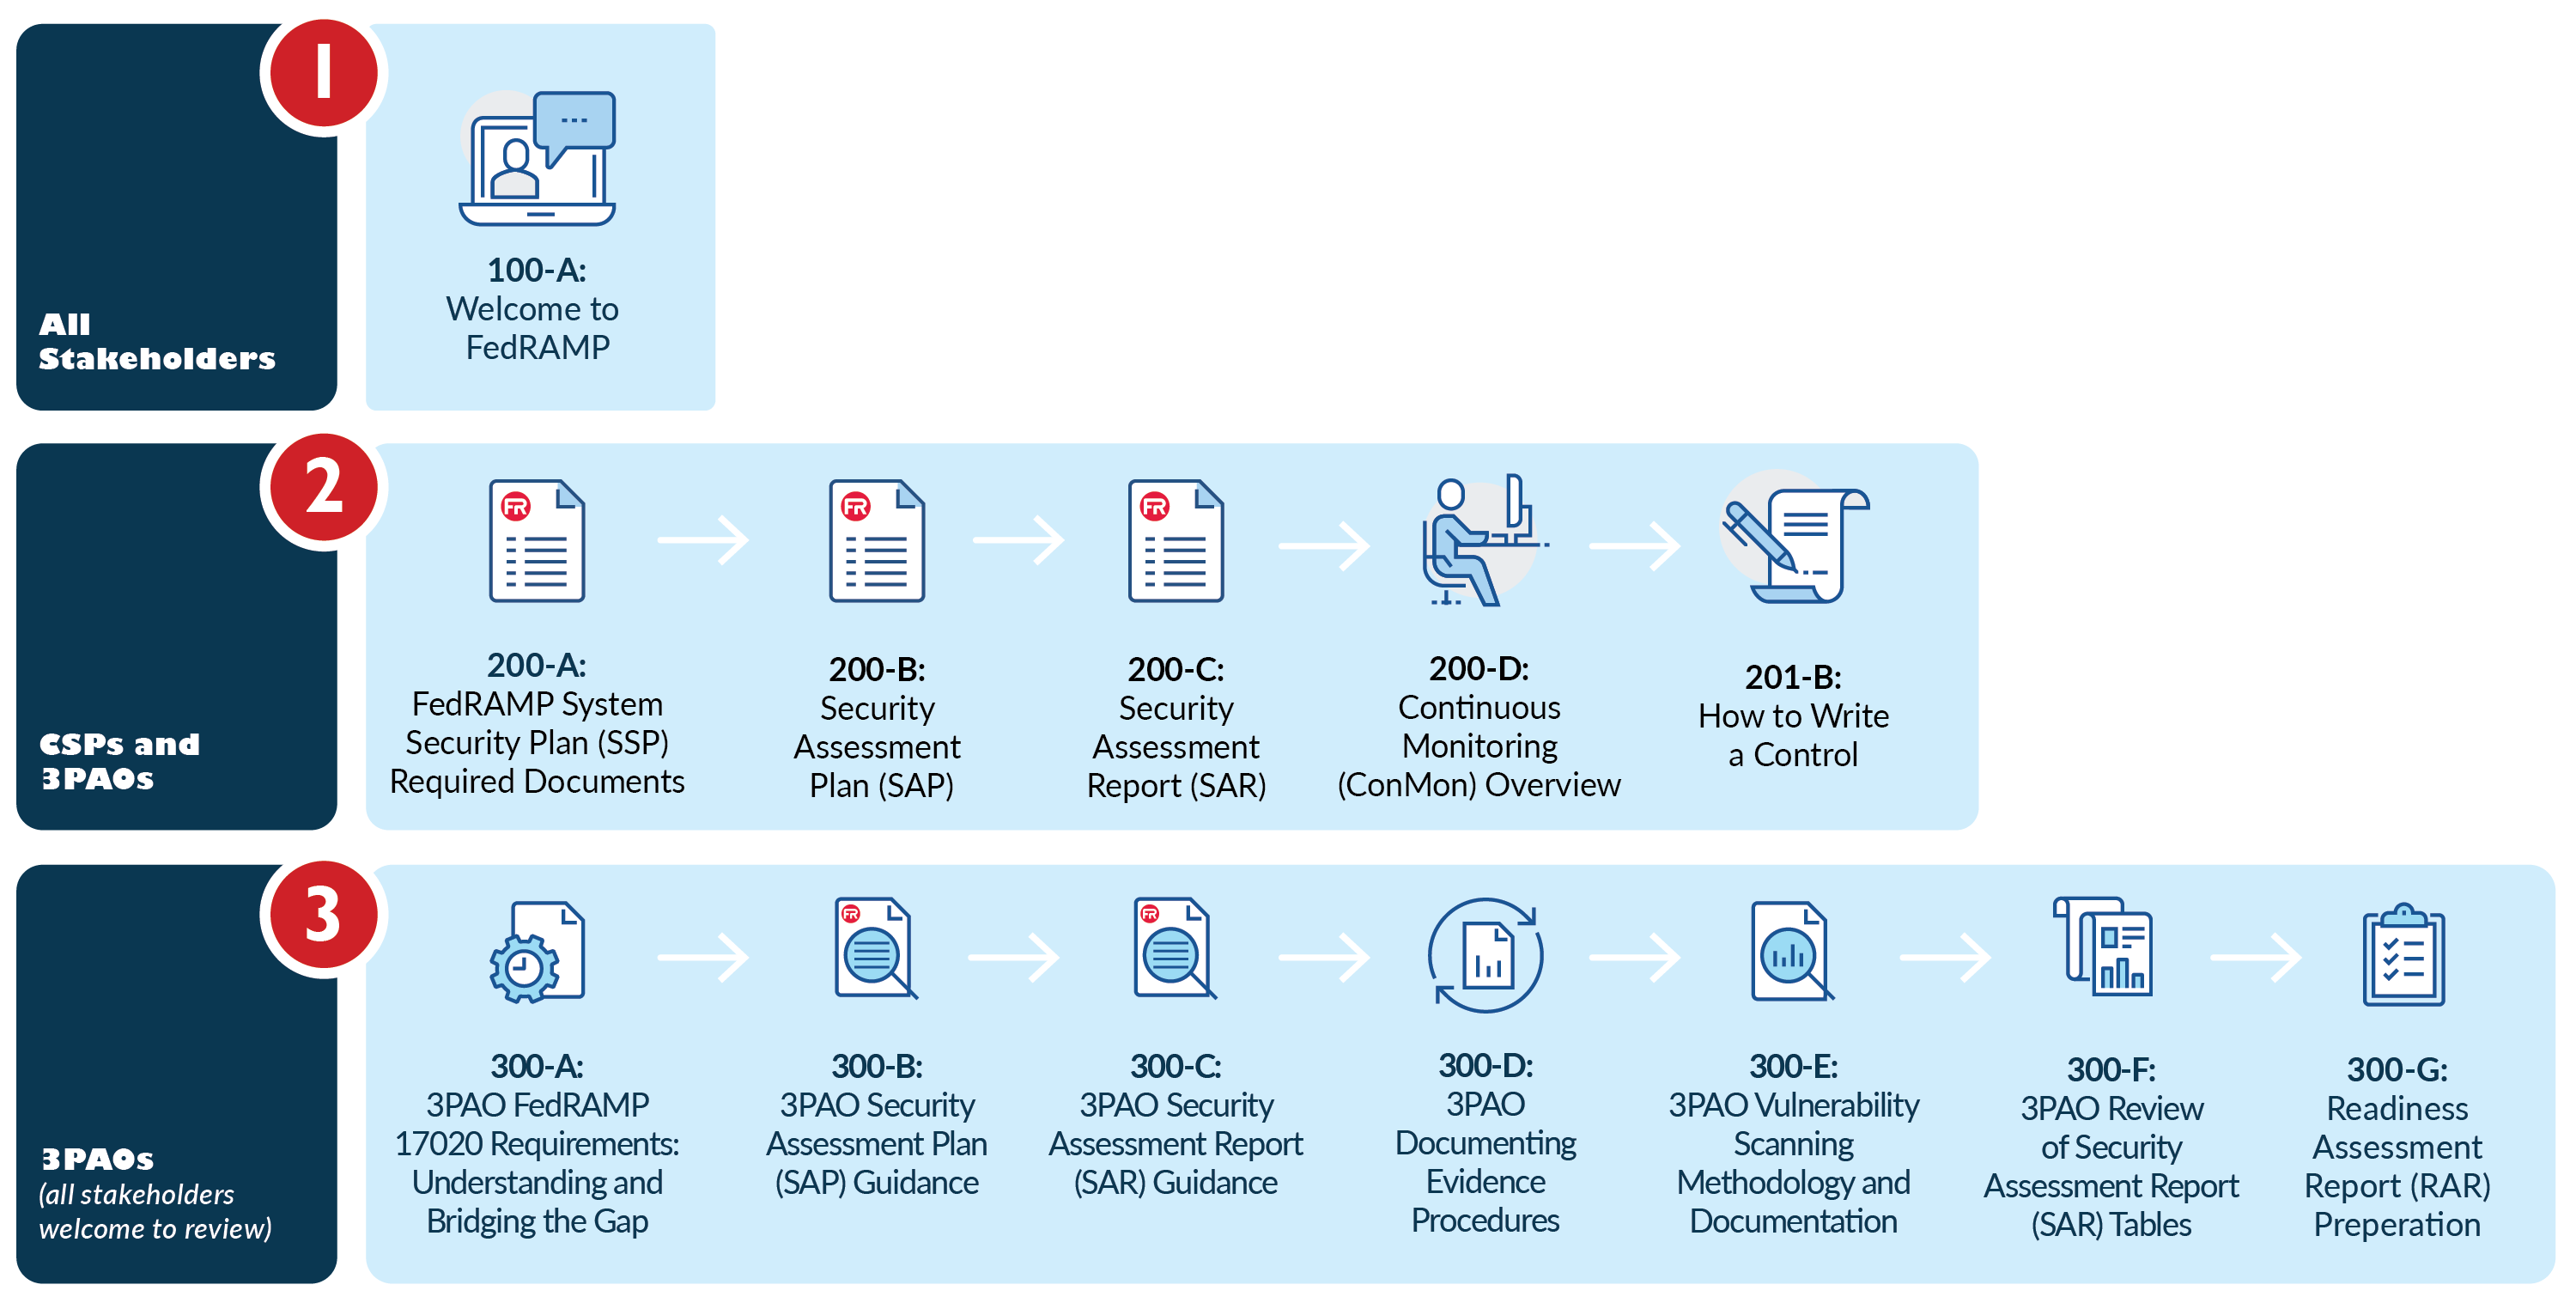 1
All
Stakeholders
100-A:
Welcome to
FedRAMP
2
CSPs and
3PAOs
FR
200-A:
FedRAMP System
Security Plan (SSP)
Required Documents
FR
200-B:
Security
Assessment
Plan (SAP)
FR
200-C:
Security
Assessment
Report (SAR)
200-D:
Continuous
Monitoring
(ConMon) Overview
201-B:
How to Write
a Control
3
3PAOs
(all stakeholders
welcome to review)
300-A:
3PAO FedRAMP
17020 Requirements:
Understanding and
Bridging the Gap
FR
300-B:
3PAO Security
Assessment Plan
(SAP) Guidance
FR
300-C:
3PAO Security
Assessment Report
(SAR) Guidance
300-D:
3PAO
Documenting
Evidence
Procedures
300-E:
3PAO Vulnerability
Scanning
Methodology and
Documentation
300-F:
3PAO Review
of Security
Assessment Report
(SAR) Tables
300-G:
Readiness
Assessment
Report (RAR)
Preperation